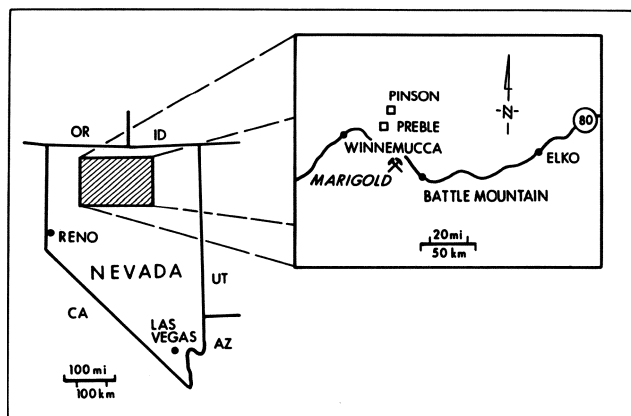 OR
ID
RENO
NEVADA
UT
CA
LAS
VEGAS
AZ
100 mi
100 km
PINSON
PREBLE
N
80
WINNEMUCCA
ELKO
MARIGOLD
BATTLE MOUNTAIN
20 mi
50 km